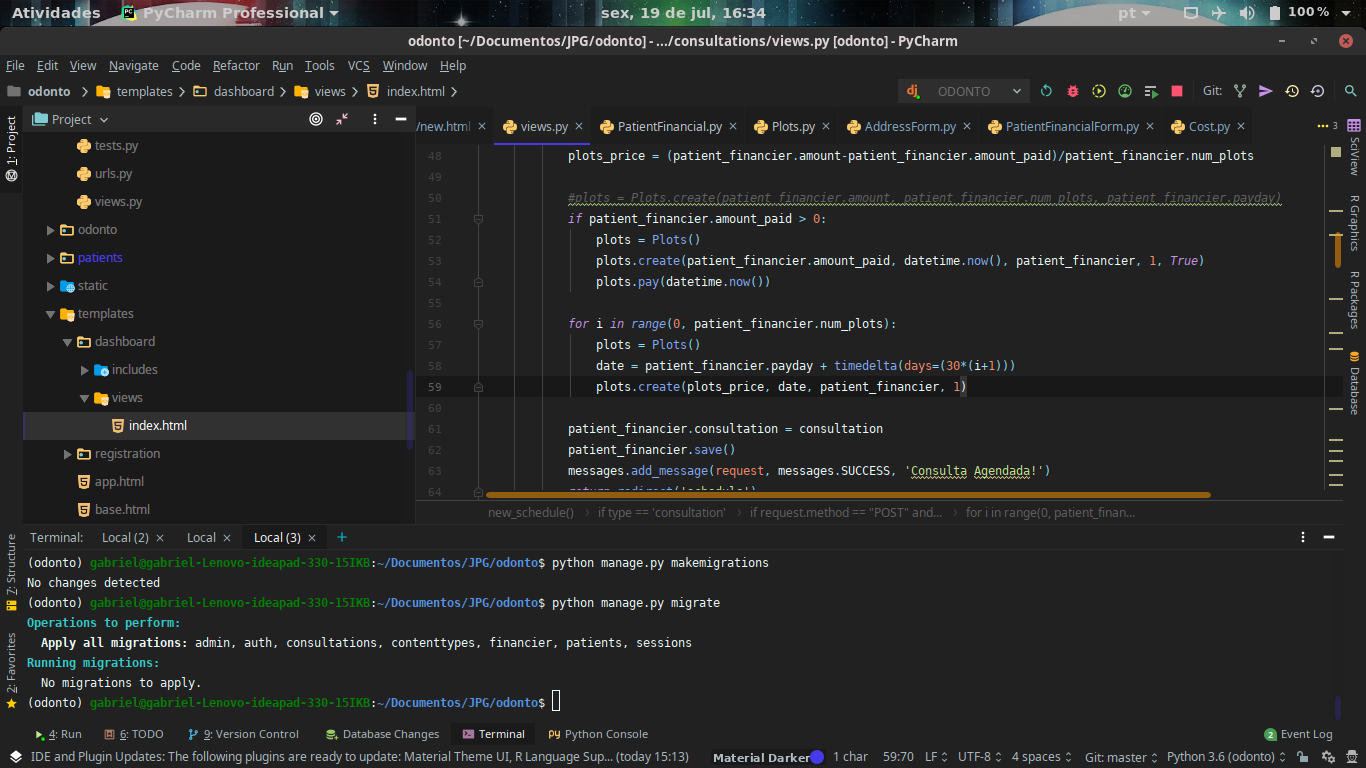 Atividades PyCharm Professional sex, 19 de jul, 16:34 pt 100 %
odonto [~/Documentos/JPG/odonto] - .../consultations/views.py [odonto] - PyCharm
File Edit View Navigate Code Refactor Run Tools VCS Window Help
odonto templates dashboard views index.html dj ODONTO Git:
1: Project
Project
/new.html views.py PatientFinancial.py Plots.py AddressForm.py PatientFinancialForm.py Cost.py 3
tests.py
urls.py
views.py
odonto
patients
static
templates
dashboard
includes
views
index.html
registration
app.html
base.html
48 plots_price = (patient_financier.amount-patient_financier.amount_paid)/patient_financier.num_plots
49
50 #plots = Plots.create(patient_financier.amount, patient_financier.num_plots, patient_financier.payday)
51 if patient_financier.amount_paid > 0:
52 plots = Plots()
53 plots.create(patient_financier.amount_paid, datetime.now(), patient_financier, 1, True)
54 plots.pay(datetime.now())
55
56 for i in range(0, patient_financier.num_plots):
57 plots = Plots()
58 date = patient_financier.payday + timedelta(days=(30*(i+1)))
59 plots.create(plots_price, date, patient_financier, 1)
60
61 patient_financier.consultation = consultation
62 patient_financier.save()
63 messages.add_message(request, messages.SUCCESS, 'Consulta Agendada!')
64 return redirect('schedule')
new_schedule() if type == 'consultation' if request.method == "POST" and... for i in range(0, patient_finan...
SciView
R Graphics
R Packages
Database
7: Structure
2: Favorites
Terminal: Local (2) Local Local (3) +
(odonto) gabriel@gabriel-Lenovo-ideapad-330-15IKB:~/Documentos/JPG/odonto$ python manage.py makemigrations
No changes detected
(odonto) gabriel@gabriel-Lenovo-ideapad-330-15IKB:~/Documentos/JPG/odonto$ python manage.py migrate
Operations to perform:
Apply all migrations: admin, auth, consultations, contenttypes, financier, patients, sessions
Running migrations:
No migrations to apply.
(odonto) gabriel@gabriel-Lenovo-ideapad-330-15IKB:~/Documentos/JPG/odonto$
4: Run 6: TODO 9: Version Control Database Changes Terminal Python Console 2 Event Log
IDE and Plugin Updates: The following plugins are ready to update: Material Theme UI, R Language Sup... (today 15:13) Material Darker 1 char 59:70 LF UTF-8 4 spaces Git: master Python 3.6 (odonto)